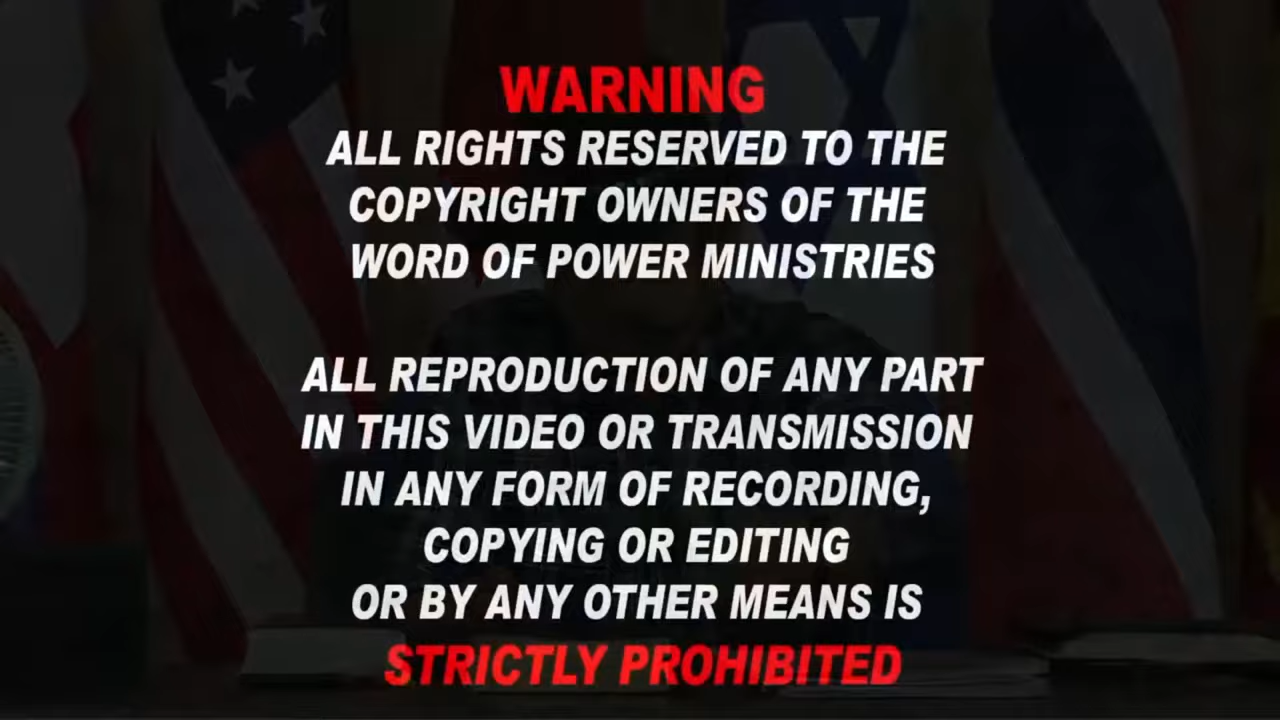 WARNING
ALL RIGHTS RESERVED TO THE
COPYRIGHT OWNERS OF THE
WORD OF POWER MINISTRIES
ALL REPRODUCTION OF ANY PART
IN THIS VIDEO OR TRANSMISSION
IN ANY FORM OF RECORDING,
COPYING OR EDITING
OR BY ANY OTHER MEANS IS
STRICTLY PROHIBITED